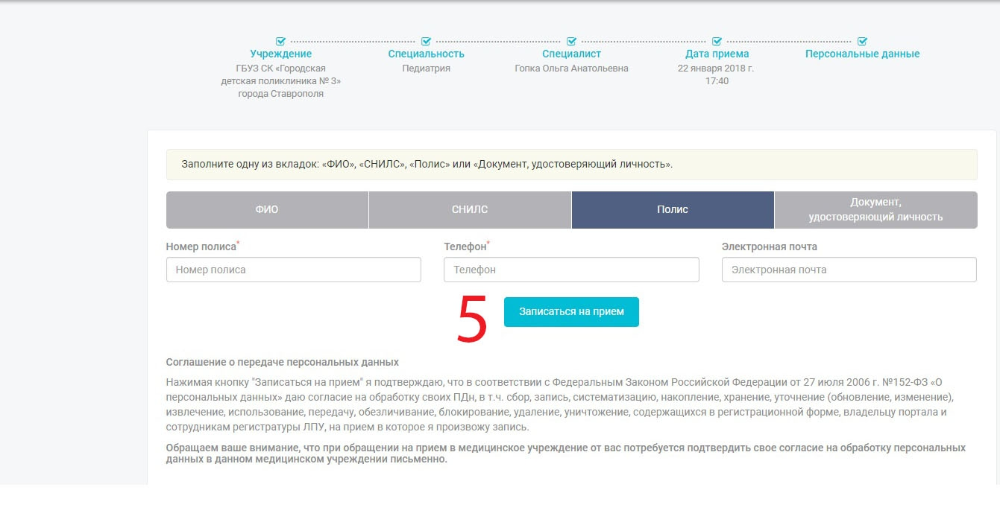 Учреждение
ГБУЗ СК «Городская
детская поликлиника № 3»
города Ставрополя
Специальность
Педиатрия
Специалист
Гопка Ольга Анатольевна
Дата приема
22 января 2018 г.
17:40
Персональные данные
Заполните одну из вкладок: «ФИО», «СНИЛС», «Полис» или «Документ, удостоверяющий личность».
ФИО
СНИЛС
Полис
Документ,
удостоверяющий личность
Номер полиса*
Номер полиса
Телефон*
Телефон
Электронная почта
Электронная почта
5
Записаться на прием
Соглашение о передаче персональных данных
Нажимая кнопку "Записаться на прием" я подтверждаю, что в соответствии с Федеральным Законом Российской Федерации от 27 июля 2006 г. №152-ФЗ «О
персональных данных» даю согласие на обработку своих ПДн, в т.ч. сбор, запись, систематизацию, накопление, хранение, уточнение (обновление, изменение),
извлечение, использование, передачу, обезличивание, блокирование, удаление, уничтожение, содержащихся в регистрационной форме, владельцу портала и
сотрудникам регистратуры ЛПУ, на прием в которое я произвожу запись.
Обращаем ваше внимание, что при обращении на прием в медицинское учреждение от вас потребуется подтвердить свое согласие на обработку персональных
данных в данном медицинском учреждении письменно.